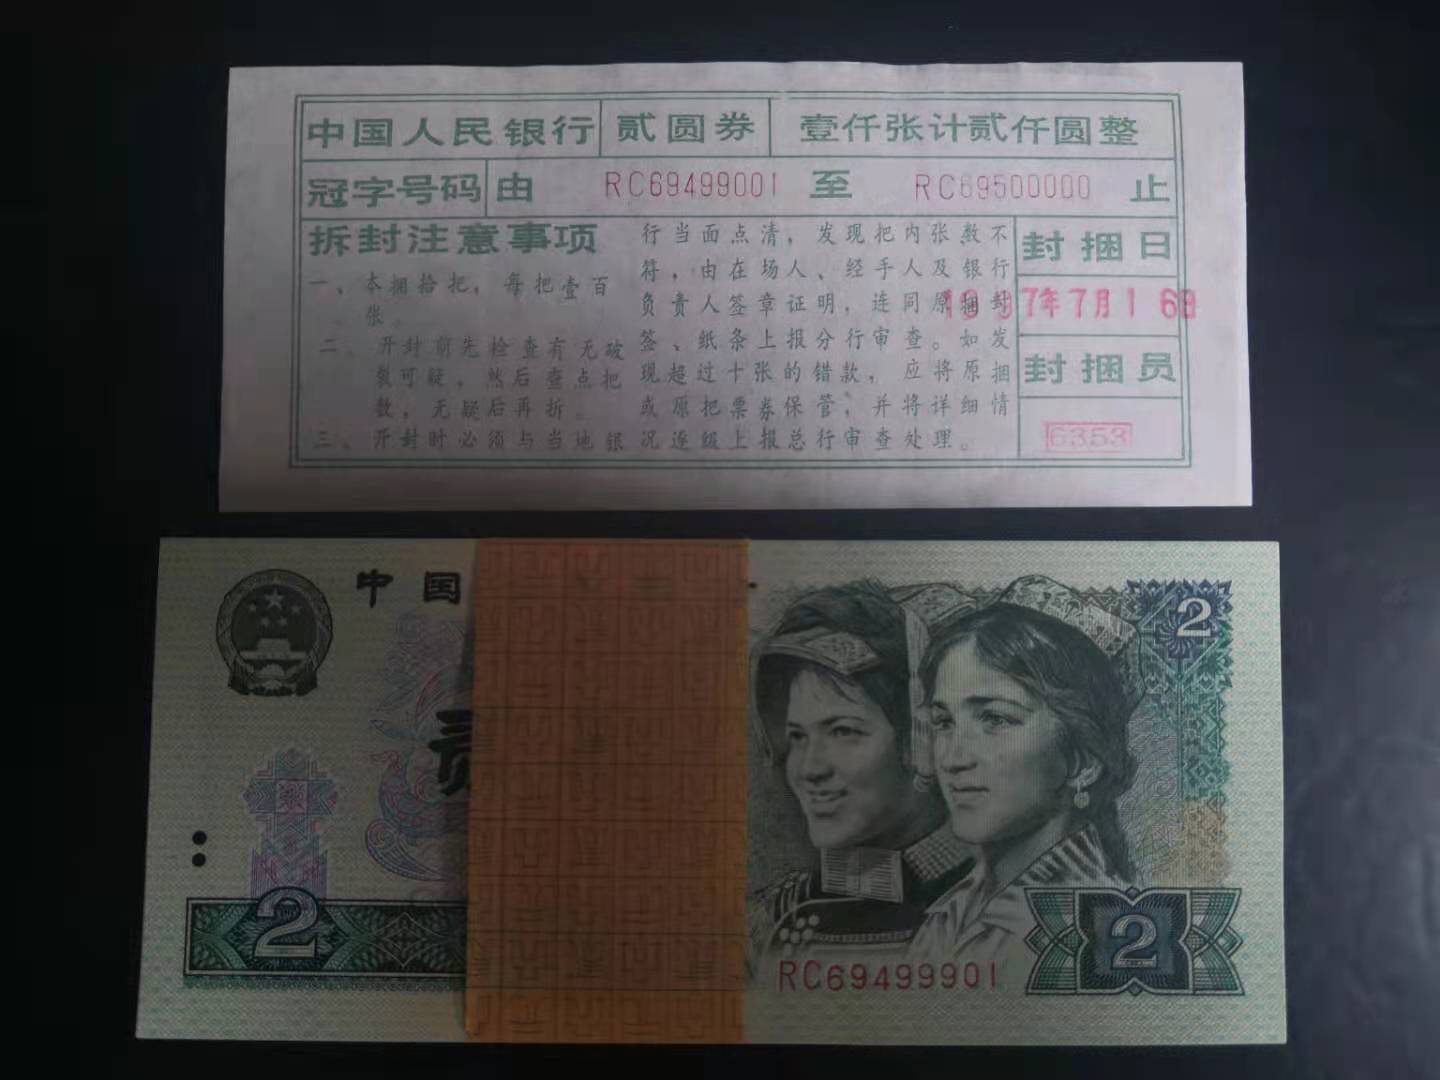 中国人民银行 贰圆券 壹仟张计贰仟圆整
冠字号码 由 RC69499001 至 RC69500000 止
拆封注意事项
一、本捆拾把，每把壹百
张。
二、开封前先检查有无破
裂可疑，然后查点把
数，无疑后再拆。
三、开封时必须与当地银
行当面点清，发现把内张数不
符，由在场人、经手人及银行
负责人签章证明，连同原捆封
签、纸条上报分行审查。如发
现超过十张的错款，应将原捆
或原把票券保管，并将详细情
况逐级上报总行审查处理。
封捆日
1997年7月16日
封捆员
6353
中国
贰
2
2
2
RC69499901